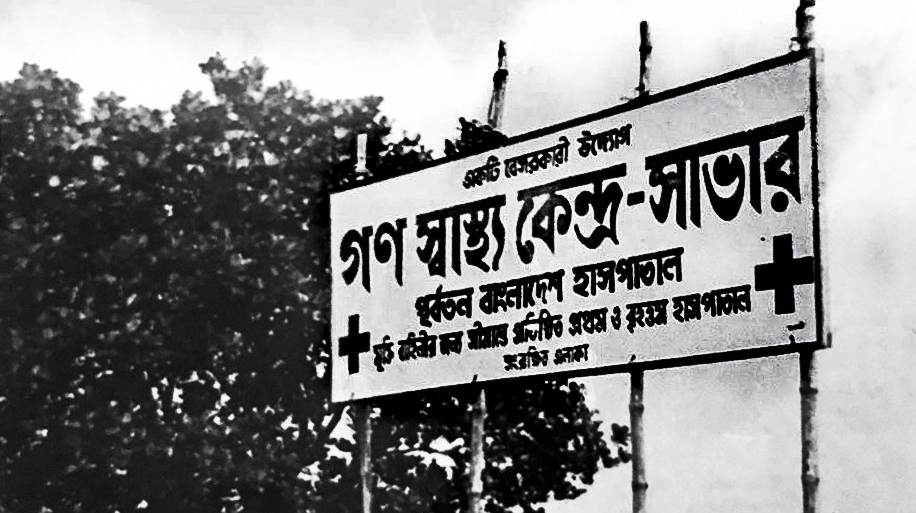 একটি বেসরকারী উদ্যোগ
গণ স্বাস্থ্য কেন্দ্র-সাভার
পূর্বতন বাংলাদেশ হাসপাতাল
মুক্তি বাহিনীর জন্য সীমান্তে প্রতিষ্ঠিত প্রথম ও বৃহত্তম হাসপাতাল
সংরক্ষিত এলাকা